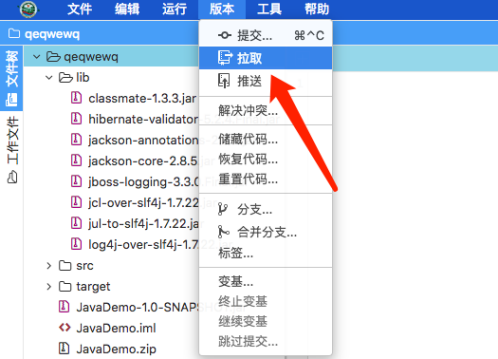 文件 编辑 运行 版本 工具 帮助
qeqwewq
文件树
工作文件
qeqwewq
lib
classmate-1.3.3.jar
hibernate-validator-5
jackson-annotation
jackson-core-2.8.5.j
jboss-logging-3.3.0
jcl-over-slf4j-1.7.22
jul-to-slf4j-1.7.22.ja
log4j-over-slf4j-1.7
src
target
JavaDemo-1.0-SNAPS
JavaDemo.iml
JavaDemo.zip
提交... ⌘^C
拉取
推送
解决冲突...
储藏代码...
恢复代码...
重置代码...
分支...
合并分支...
标签...
变基...
终止变基
继续变基
跳过提交...